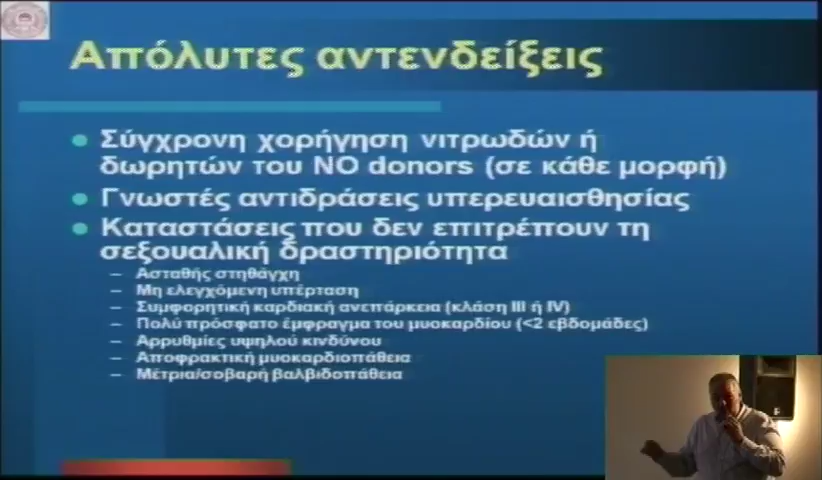 Απόλυτες αντενδείξεις
Σύγχρονη χορήγηση νιτρωδών ή
δωρητών του NO donors (σε κάθε μορφή)
Γνωστές αντιδράσεις υπερευαισθησίας
Καταστάσεις που δεν επιτρέπουν τη
σεξουαλική δραστηριότητα
– Ασταθής στηθάγχη
– Μη ελεγχόμενη υπέρταση
– Συμφορητική καρδιακή ανεπάρκεια (κλάση III ή IV)
– Πολύ πρόσφατο έμφραγμα του μυοκαρδίου (<2 εβδομάδες)
– Αρρυθμίες υψηλού κινδύνου
– Αποφρακτική μυοκαρδιοπάθεια
– Μέτρια/σοβαρή βαλβιδοπάθεια